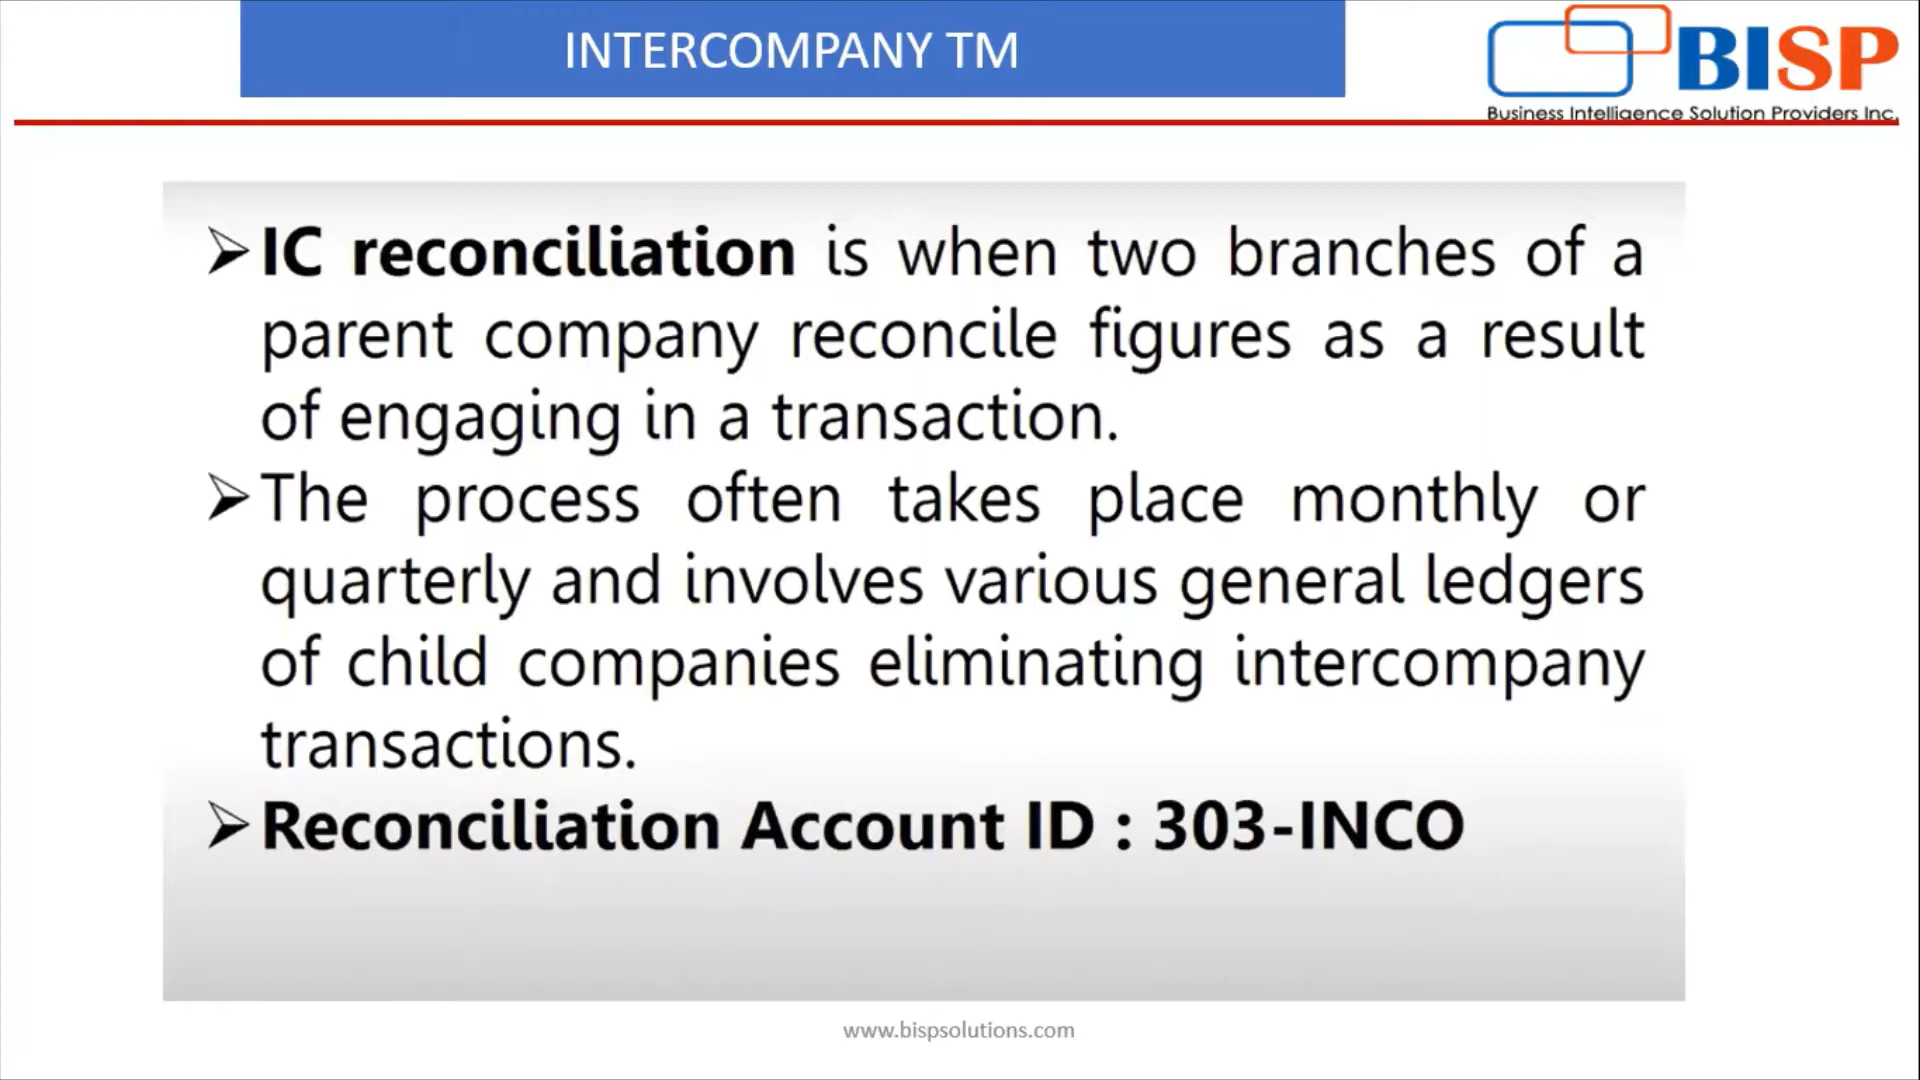 INTERCOMPANY TM
BISP
Business Intelligence Solution Providers Inc.
➢IC reconciliation is when two branches of a
parent company reconcile figures as a result
of engaging in a transaction.
➢The process often takes place monthly or
quarterly and involves various general ledgers
of child companies eliminating intercompany
transactions.
➢Reconciliation Account ID : 303-INCO
www.bispsolutions.com